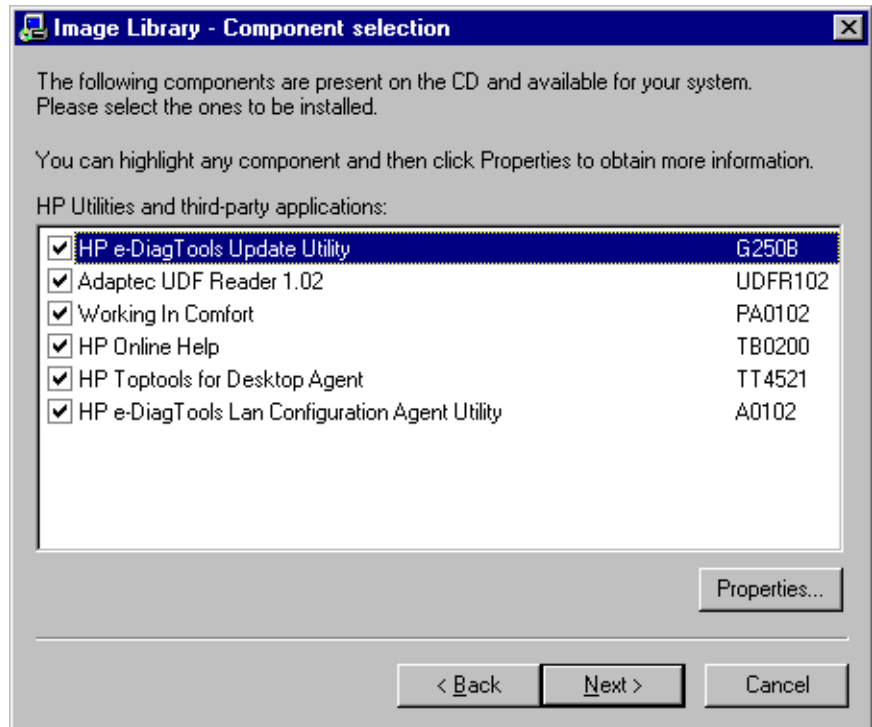 Image Library - Component selection
The following components are present on the CD and available for your system.
Please select the ones to be installed.
You can highlight any component and then click Properties to obtain more information.
HP Utilities and third-party applications:
HP e-DiagTools Update Utility G250B
Adaptec UDF Reader 1.02 UDFR102
Working In Comfort PA0102
HP Online Help TB0200
HP Toptools for Desktop Agent TT4521
HP e-DiagTools Lan Configuration Agent Utility A0102
Properties...
< Back Next > Cancel